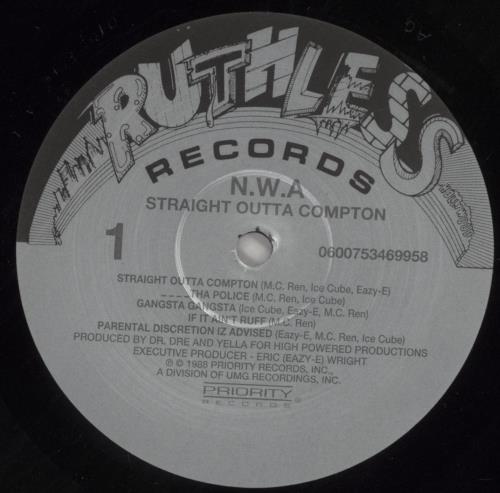 RUTHLESS
RECORDS
N.W.A
STRAIGHT OUTTA COMPTON
1
0600753469958
STRAIGHT OUTTA COMPTON (M.C. Ren, Ice Cube, Eazy-E)
____THA POLICE (M.C. Ren, Ice Cube)
GANGSTA GANGSTA (Ice Cube, Eazy-E, M.C. Ren)
IF IT AIN'T RUFF (M.C. Ren)
PARENTAL DISCRETION IZ ADVISED (Eazy-E, M.C. Ren, Ice Cube)
PRODUCED BY DR. DRE AND YELLA FOR HIGH POWERED PRODUCTIONS
EXECUTIVE PRODUCER - ERIC (EAZY-E) WRIGHT
℗ © 1988 PRIORITY RECORDS, INC.,
A DIVISION OF UMG RECORDINGS, INC.
PRIORITY
RECORDS®